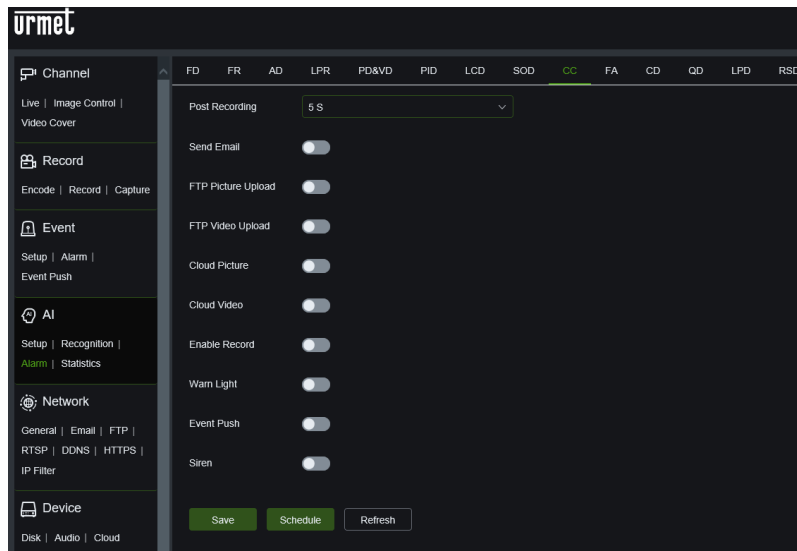 urmet
Channel
Live | Image Control |
Video Cover
Record
Encode | Record | Capture
Event
Setup | Alarm |
Event Push
AI
Setup | Recognition |
Alarm | Statistics
Network
General | Email | FTP |
RTSP | DDNS | HTTPS |
IP Filter
Device
Disk | Audio | Cloud
FD FR AD LPR PD&VD PID LCD SOD CC FA CD QD LPD RSD
Post Recording 5 S
Send Email
FTP Picture Upload
FTP Video Upload
Cloud Picture
Cloud Video
Enable Record
Warn Light
Event Push
Siren
Save Schedule Refresh